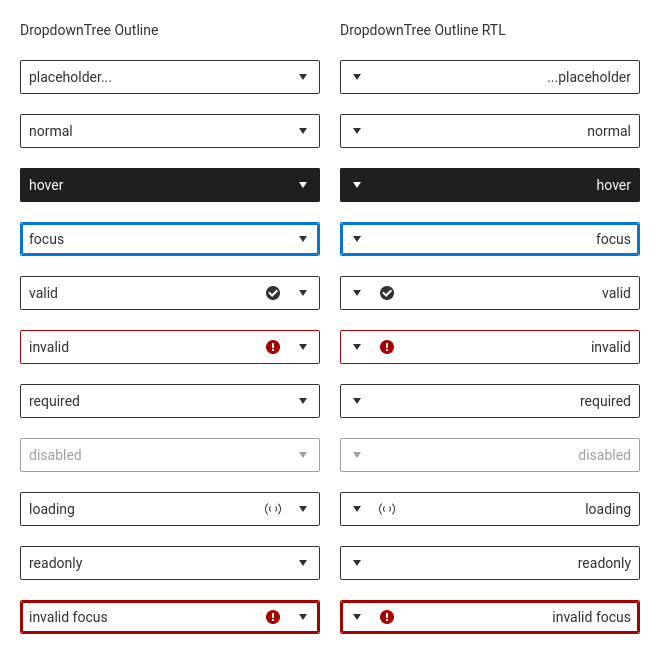 DropdownTree Outline
placeholder...
normal
hover
focus
valid
invalid
required
disabled
loading
readonly
invalid focus
DropdownTree Outline RTL
...placeholder
normal
hover
focus
valid
invalid
required
disabled
loading
readonly
invalid focus